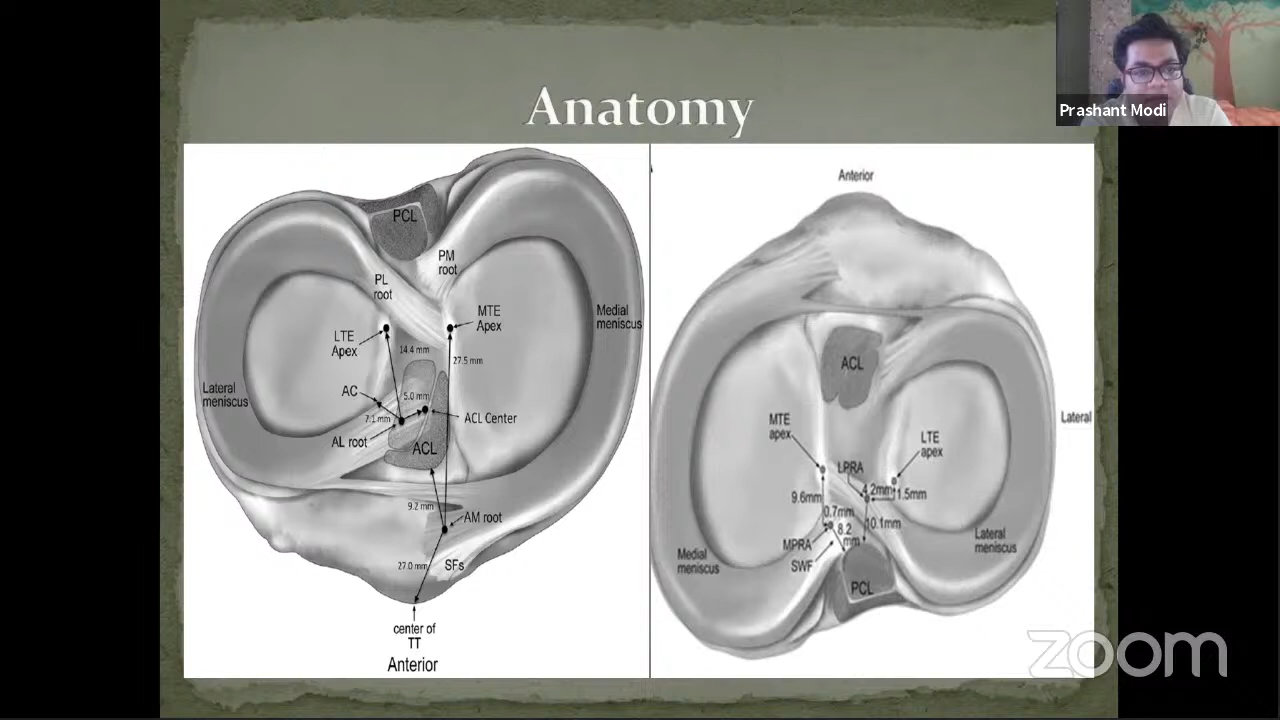 Prashant Modi
Anatomy
PCL
PM
root
PL
root
MTE
Apex
Medial
meniscus
LTE
Apex
14.4 mm
27.5 mm
Lateral
meniscus
AC
5.0 mm
7.1 mm
ACL Center
AL root
ACL
9.2 mm
AM root
27.0 mm
SFs
center of
TT
Anterior
Anterior
ACL
Lateral
MTE
apex
LTE
apex
LPRA
4.2mm
1.5mm
9.6mm
0.7mm
8.2
mm
10.1mm
MPRA
SWF
Medial
meniscus
Lateral
meniscus
PCL
zoom